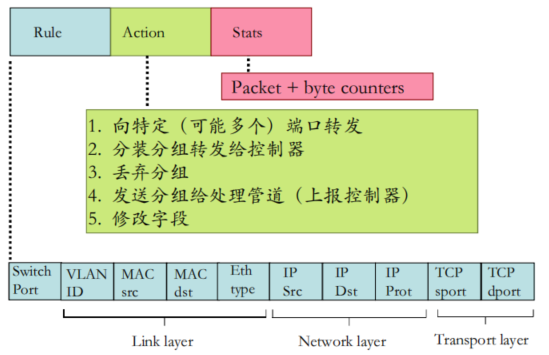 Rule Action Stats
Packet + byte counters
1. 向特定（可能多个）端口转发
2. 分装分组转发给控制器
3. 丢弃分组
4. 发送分组给处理管道（上报控制器）
5. 修改字段
Switch Port
VLAN ID
MAC src
MAC dst
Eth type
IP Src
IP Dst
IP Prot
TCP sport
TCP dport
Link layer
Network layer
Transport layer